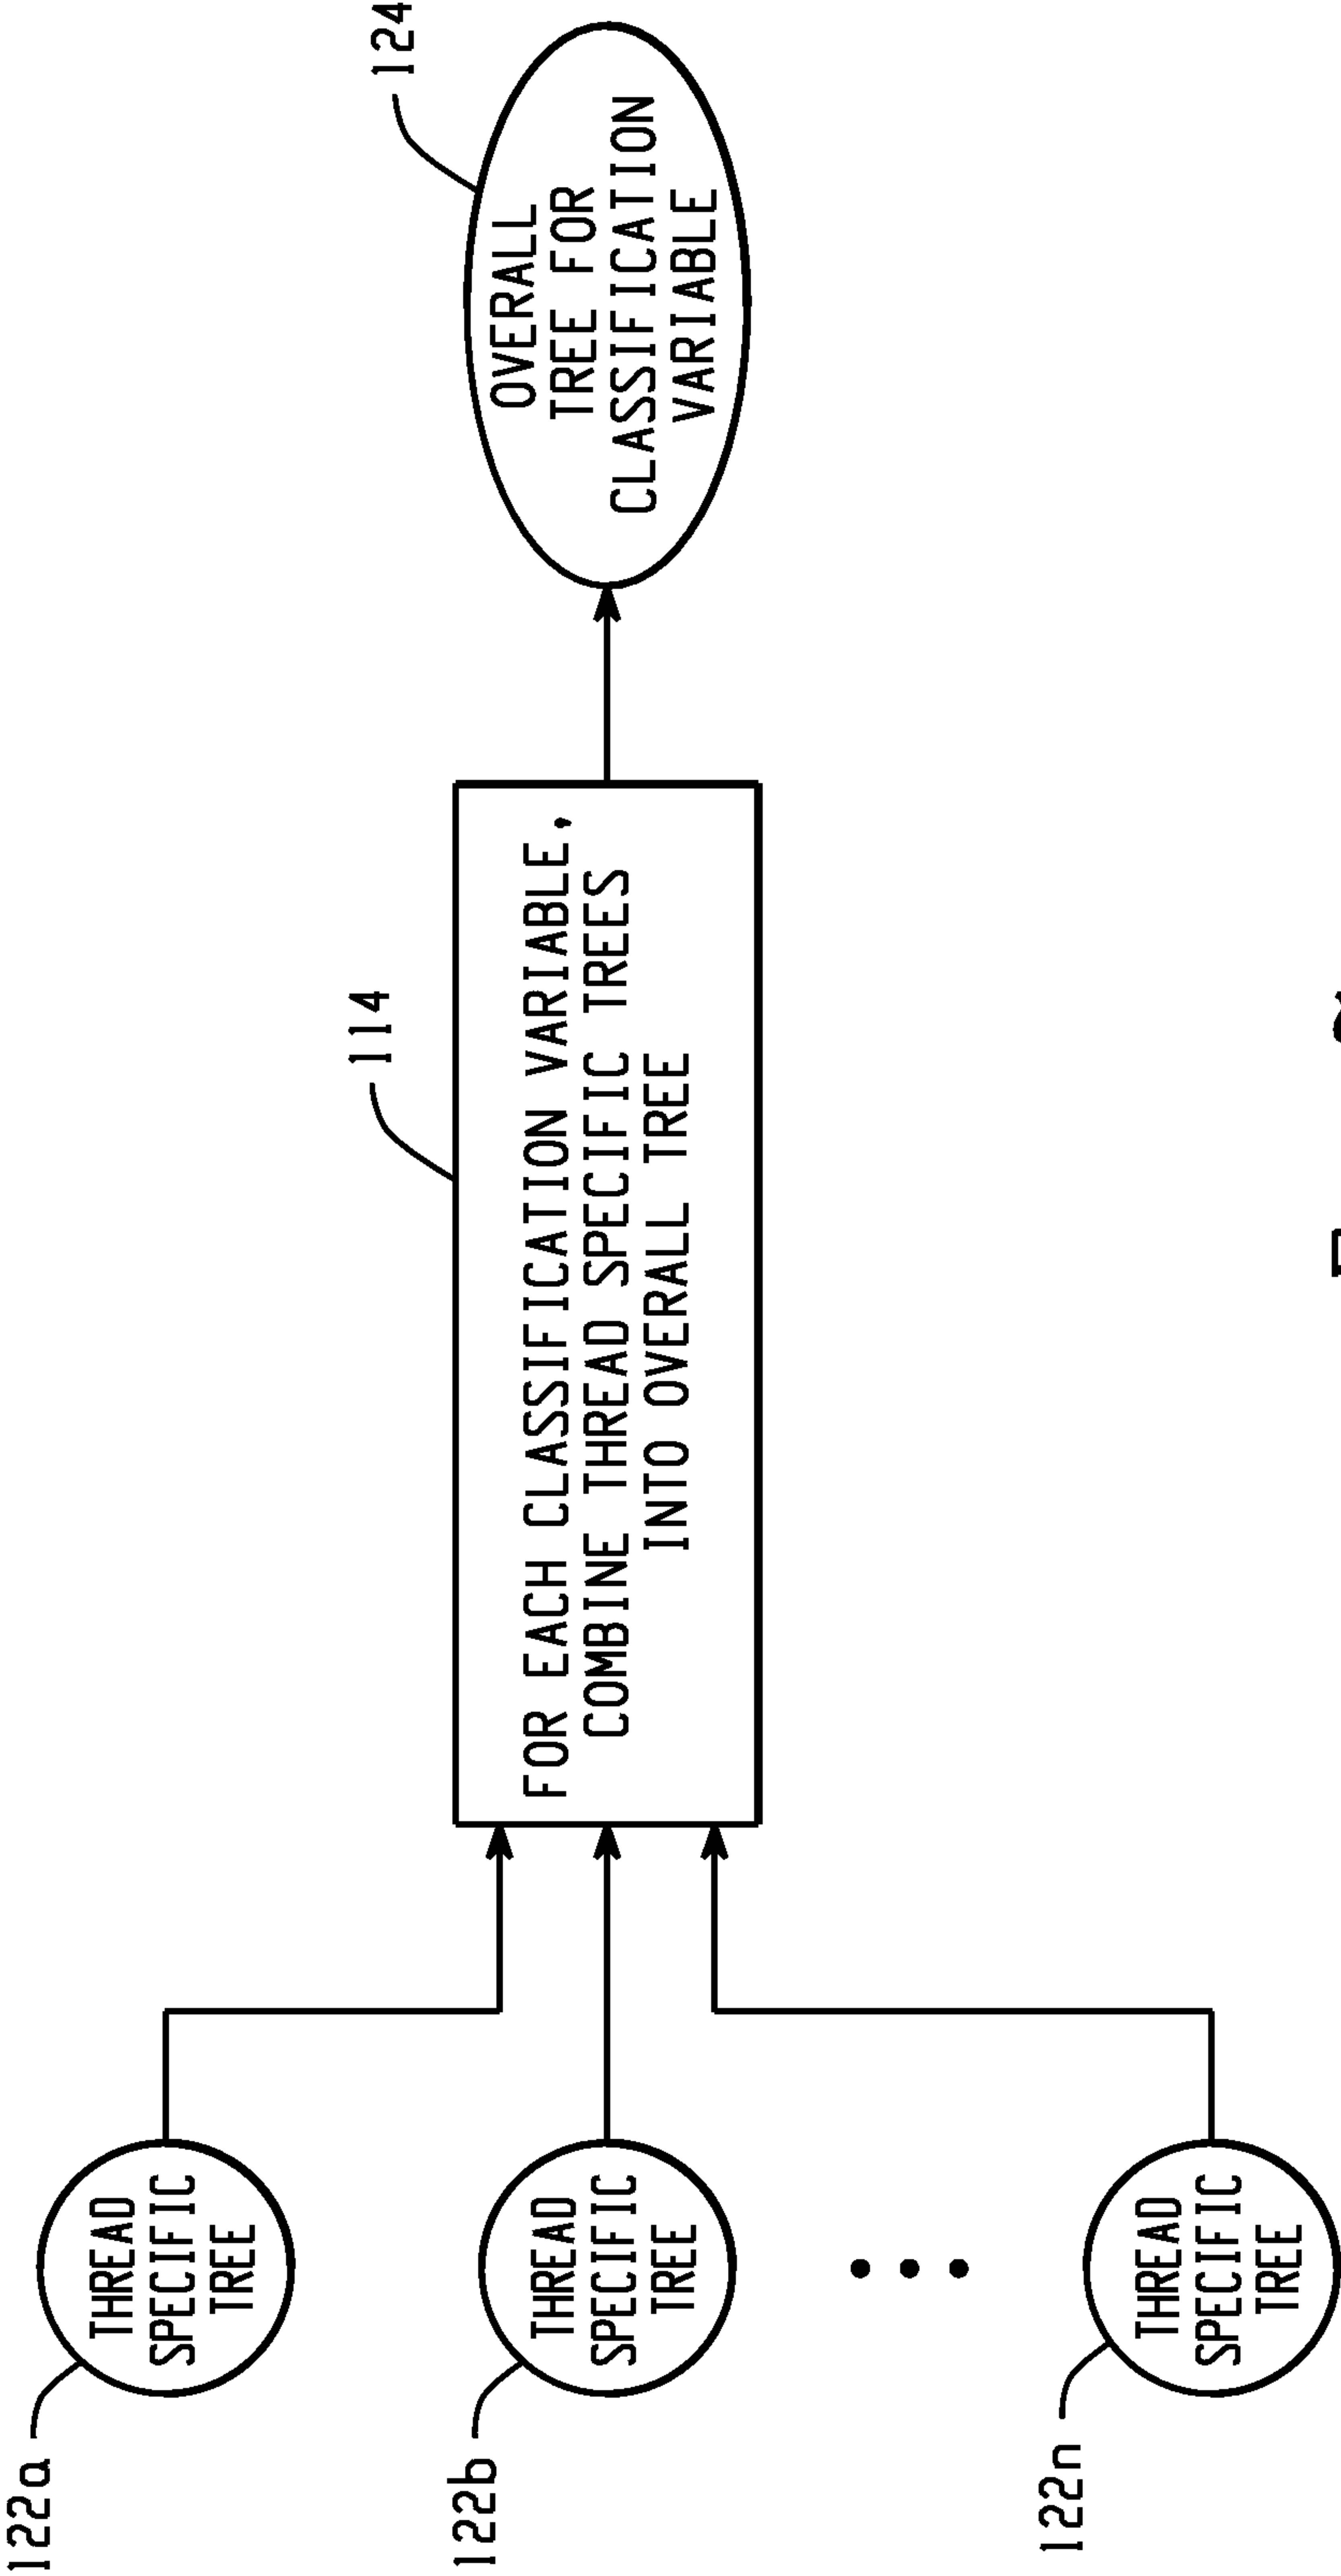 122a
THREAD
SPECIFIC
TREE
122b
THREAD
SPECIFIC
TREE
122n
THREAD
SPECIFIC
TREE
114
FOR EACH CLASSIFICATION VARIABLE,
COMBINE THREAD SPECIFIC TREES
INTO OVERALL TREE
124
OVERALL
TREE FOR
CLASSIFICATION
VARIABLE